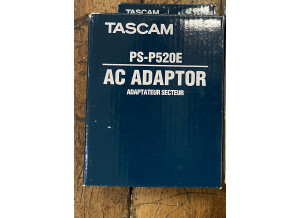 TASCAM
TASCAM
PS-P520E
AC ADAPTOR
ADAPTATEUR SECTEUR